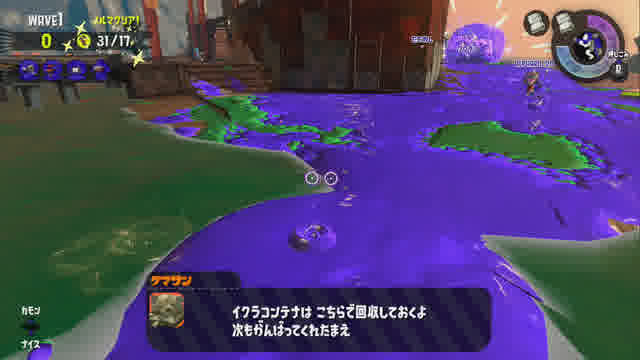 WAVE1
ノルマクリア!
0
31/17
クマサン
イクラコンテナは こちらで回収しておくよ
次もがんばってくれたまえ
カモン
ナイス